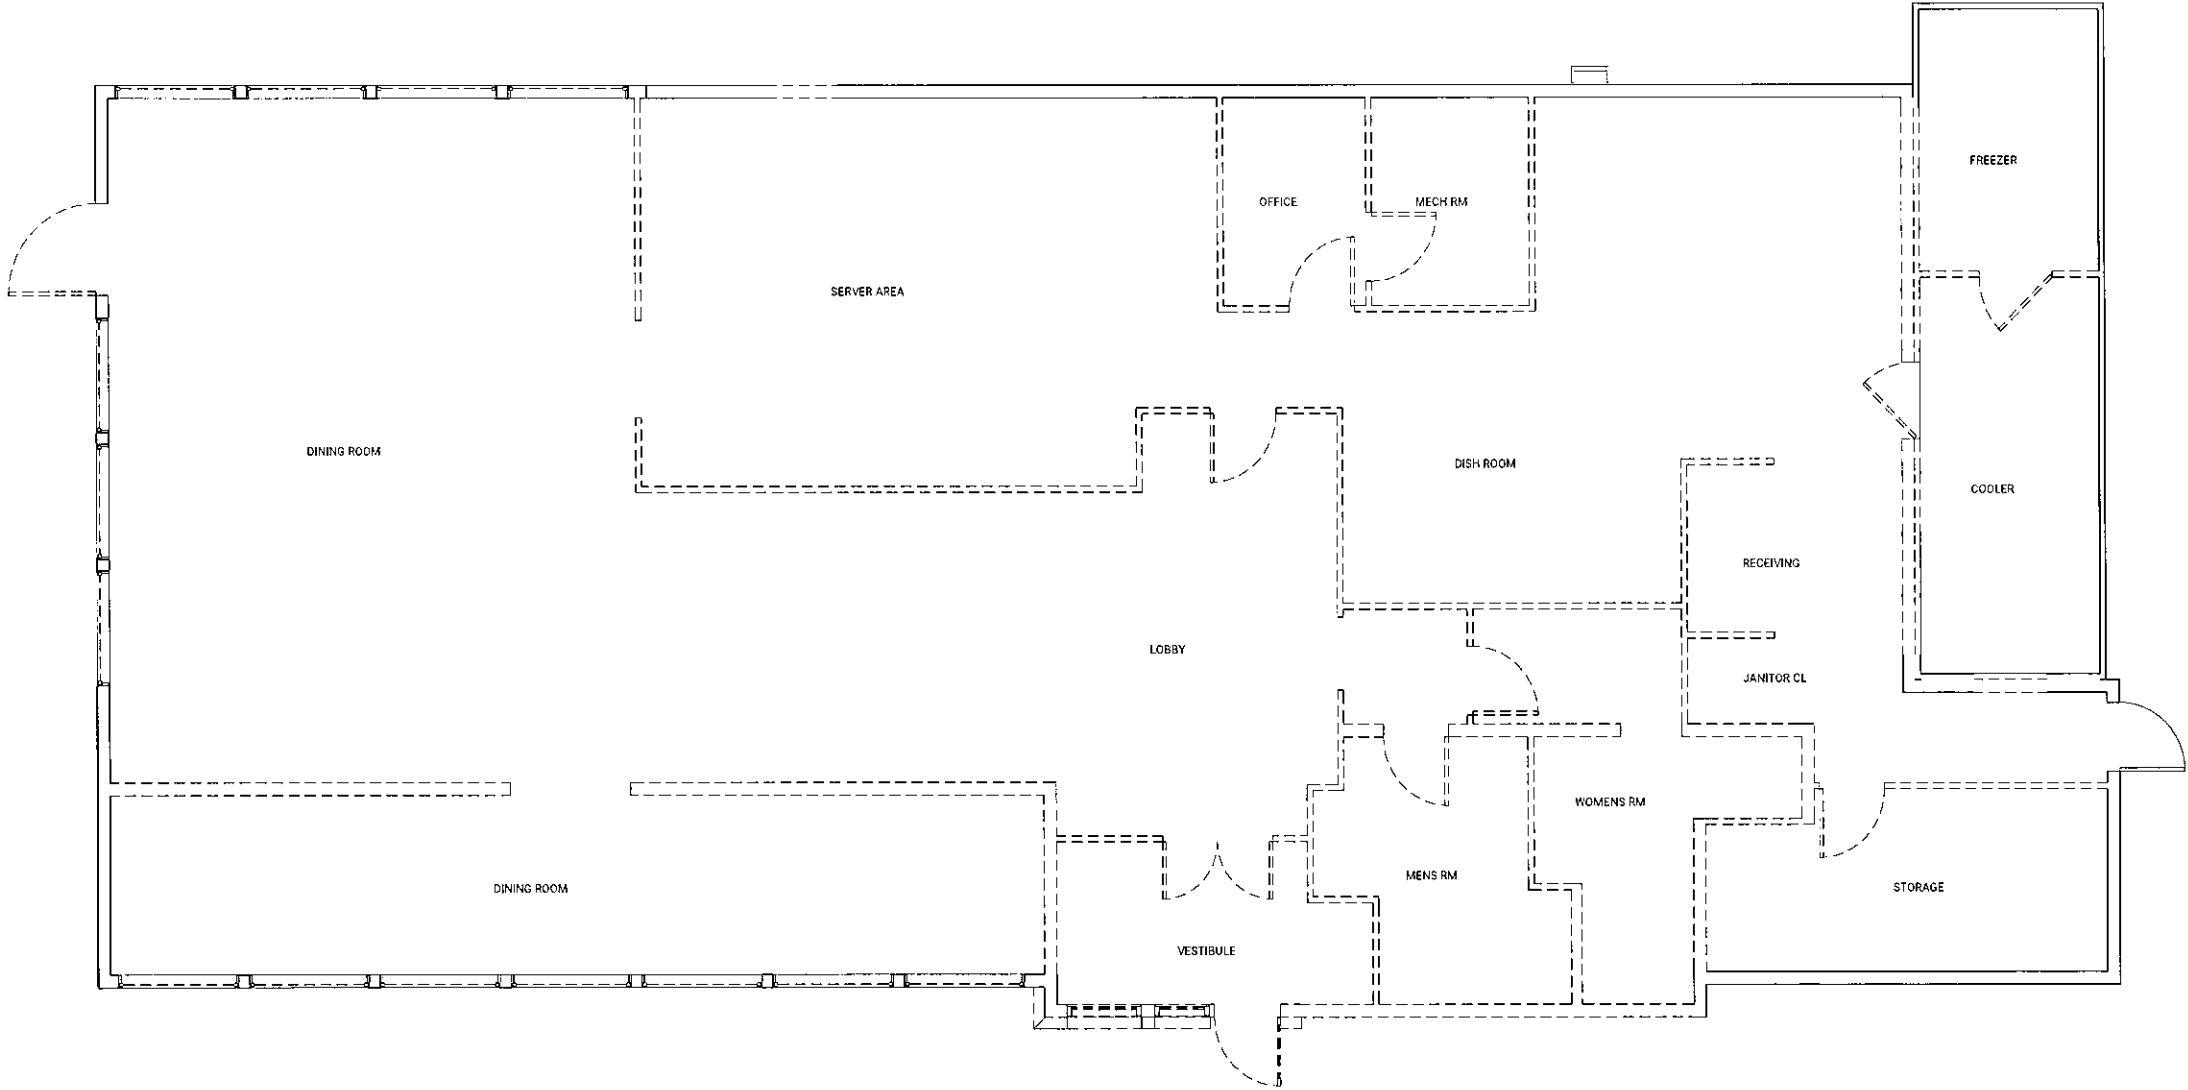 FREEZER
OFFICE
MECH RM
SERVER AREA
DINING ROOM
DISH ROOM
COOLER
RECEIVING
LOBBY
JANITOR CL
WOMENS RM
MENS RM
STORAGE
DINING ROOM
VESTIBULE